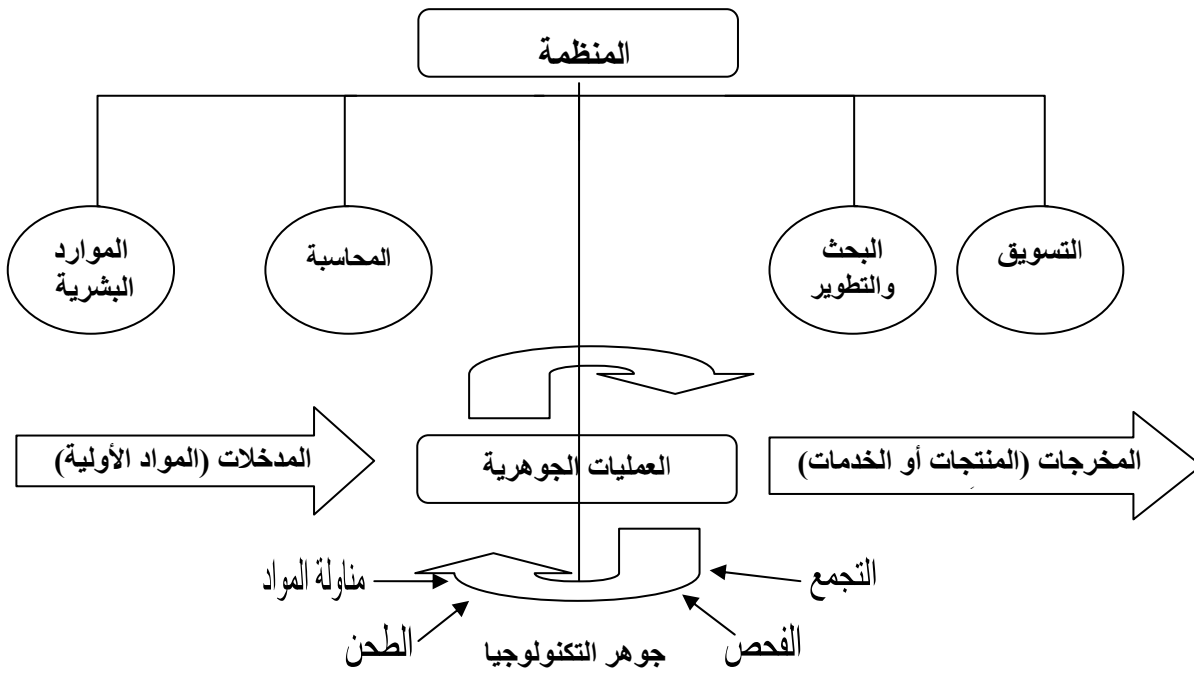 المنظمة
التسويق
البحث
والتطوير
المحاسبة
الموارد
البشرية
المدخلات (المواد الأولية)
العمليات الجوهرية
المخرجات (المنتجات أو الخدمات)
التجمع
مناولة المواد
الفحص
الطحن
جوهر التكنولوجيا